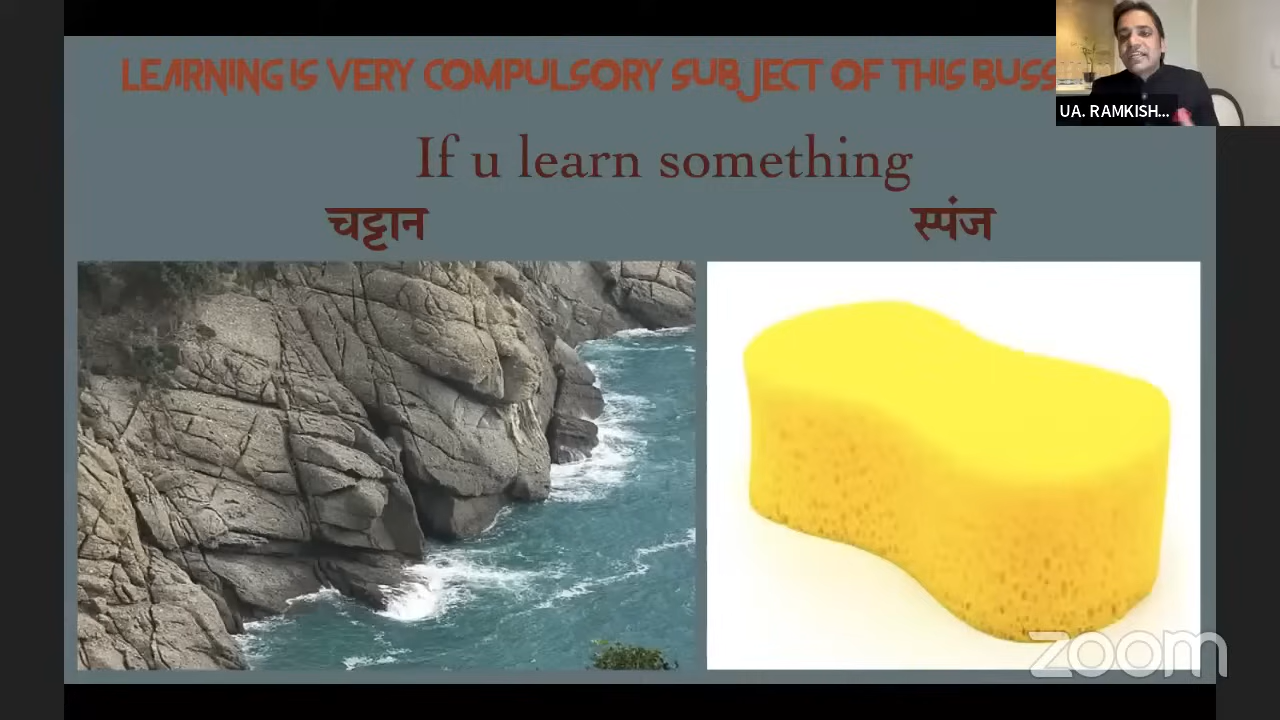 LEARNING IS VERY COMPULSORY SUBJECT OF THIS BUSS
If u learn something
चट्टान
स्पंज
UA. RAMKISH...
zoom